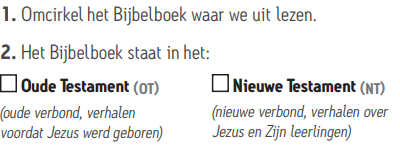 1. Omcirkel het Bijbelboek waar we uit lezen.
2. Het Bijbelboek staat in het:
Oude Testament (OT)
(oude verbond, verhalen
voordat Jezus werd geboren)
Nieuwe Testament (NT)
(nieuwe verbond, verhalen over
Jezus en Zijn leerlingen)